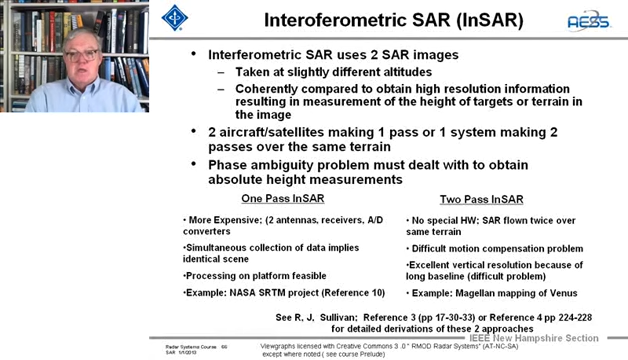 Interoferometric SAR (InSAR)
AESS
• Interferometric SAR uses 2 SAR images
– Taken at slightly different altitudes
– Coherently compared to obtain high resolution information
resulting in measurement of the height of targets or terrain in
the image
• 2 aircraft/satellites making 1 pass or 1 system making 2
passes over the same terrain
• Phase ambiguity problem must dealt with to obtain
absolute height measurements
One Pass InSAR
• More Expensive; (2 antennas, receivers, A/D
converters
•Simultaneous collection of data implies
identical scene
•Processing on platform feasible
•Example: NASA SRTM project (Reference 10)
Two Pass InSAR
• No special HW; SAR flown twice over
same terrain
• Difficult motion compensation problem
•Excellent vertical resolution because of
long baseline (difficult problem)
• Example: Magellan mapping of Venus
See R, J, Sullivan; Reference 3 (pp 17-30-33) or Reference 4 pp 224-228
for detailed derivations of these 2 approaches
IEEE New Hampshire Section
Radar Systems Course
SAR 1/1/2013
Viewgraphs licensed with Creative Commons 3 .0 " RMOD Radar Systems" (AT-NC-SA)
except where noted ( see course Prelude)